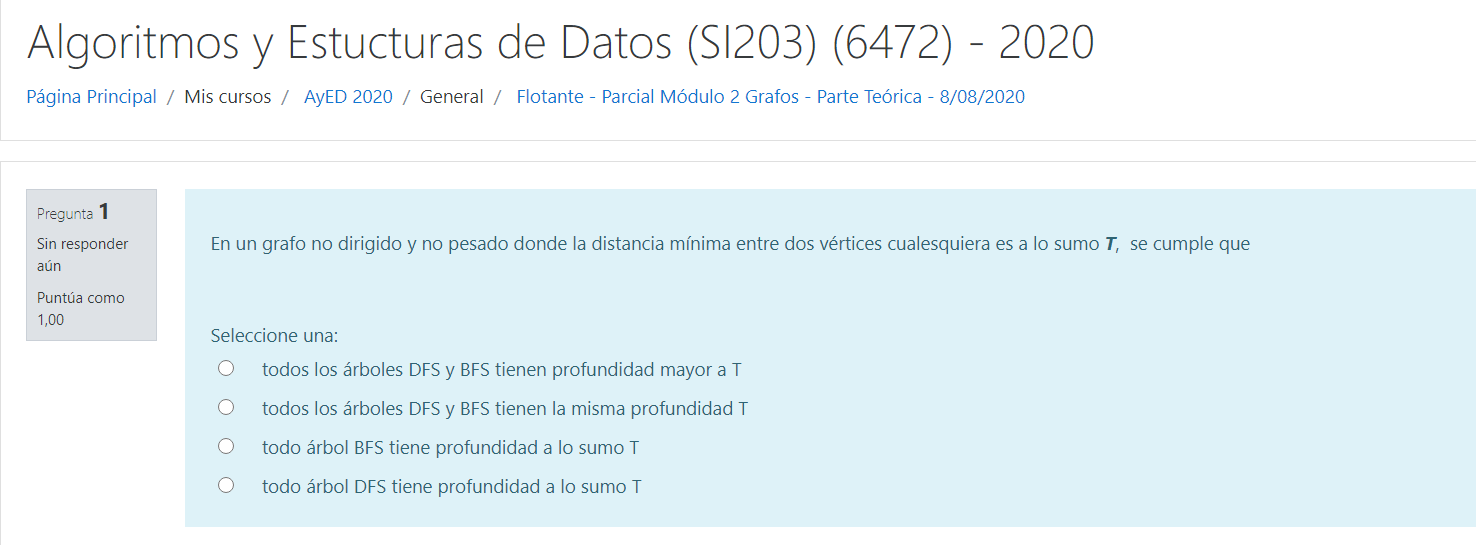 Algoritmos y Estucturas de Datos (SI203) (6472) - 2020
Página Principal / Mis cursos / AyED 2020 / General / Flotante - Parcial Módulo 2 Grafos - Parte Teórica - 8/08/2020
Pregunta 1
Sin responder
aún
Puntúa como
1,00
En un grafo no dirigido y no pesado donde la distancia mínima entre dos vértices cualesquiera es a lo sumo T, se cumple que
Seleccione una:
todos los árboles DFS y BFS tienen profundidad mayor a T
todos los árboles DFS y BFS tienen la misma profundidad T
todo árbol BFS tiene profundidad a lo sumo T
todo árbol DFS tiene profundidad a lo sumo T